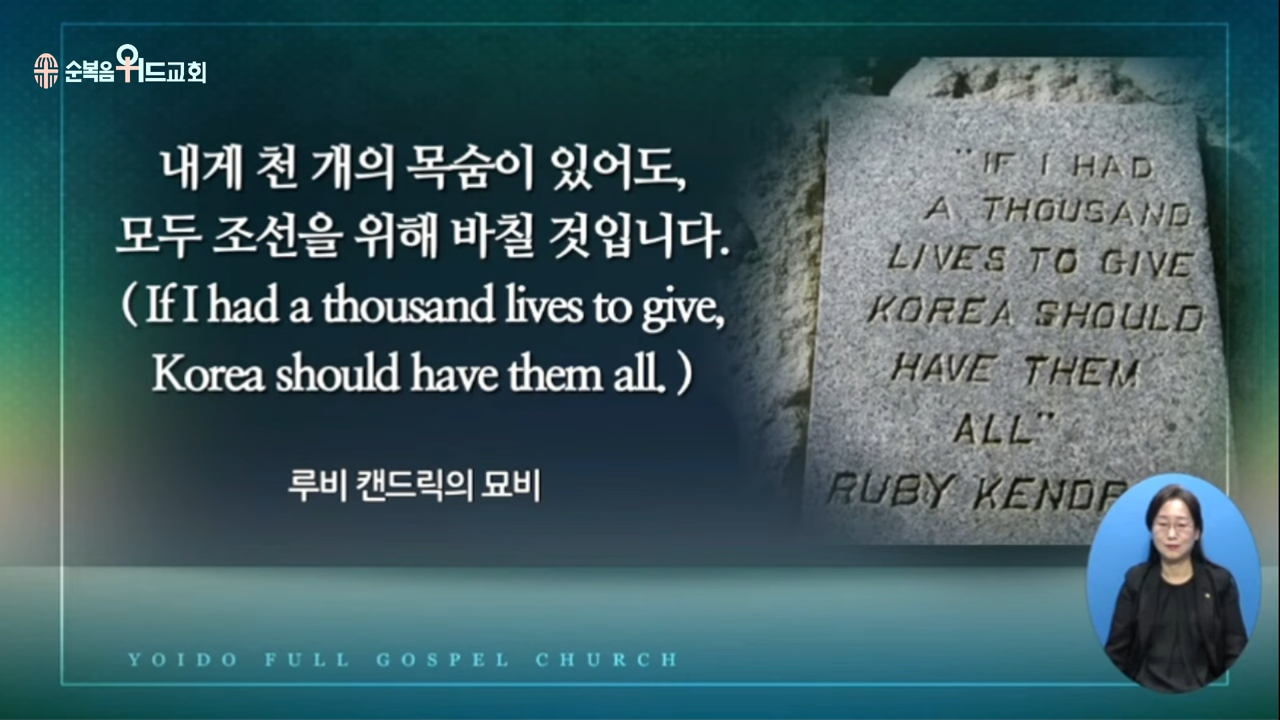 순복음위드교회
내게 천 개의 목숨이 있어도,
모두 조선을 위해 바칠 것입니다.
( If I had a thousand lives to give,
Korea should have them all. )
루비 캔드릭의 묘비
"IF I HAD
A THOUSAND
LIVES TO GIVE
KOREA SHOULD
HAVE THEM
ALL"
RUBY
YOIDO FULL GOSPEL CHURCH